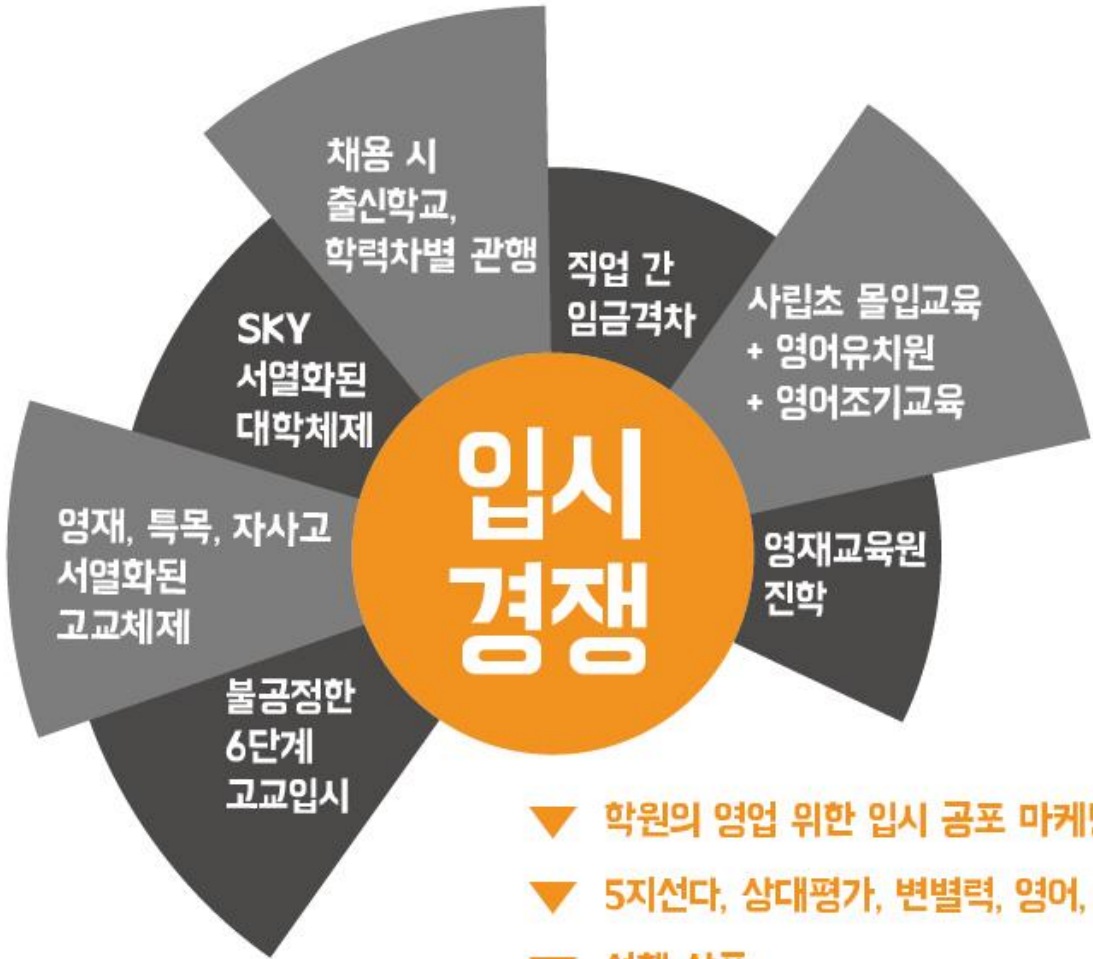 채용 시
출신학교,
학력차별 관행
직업 간
임금격차
사립초 몰입교육
+ 영어유치원
+ 영어조기교육
SKY
서열화된
대학체제
입시
경쟁
영재, 특목, 자사고
서열화된
고교체제
영재교육원
진학
불공정한
6단계
고교입시
▼ 학원의 영업 위한 입시 공포
▼ 5지선다, 상대평가, 변별력, 영어,